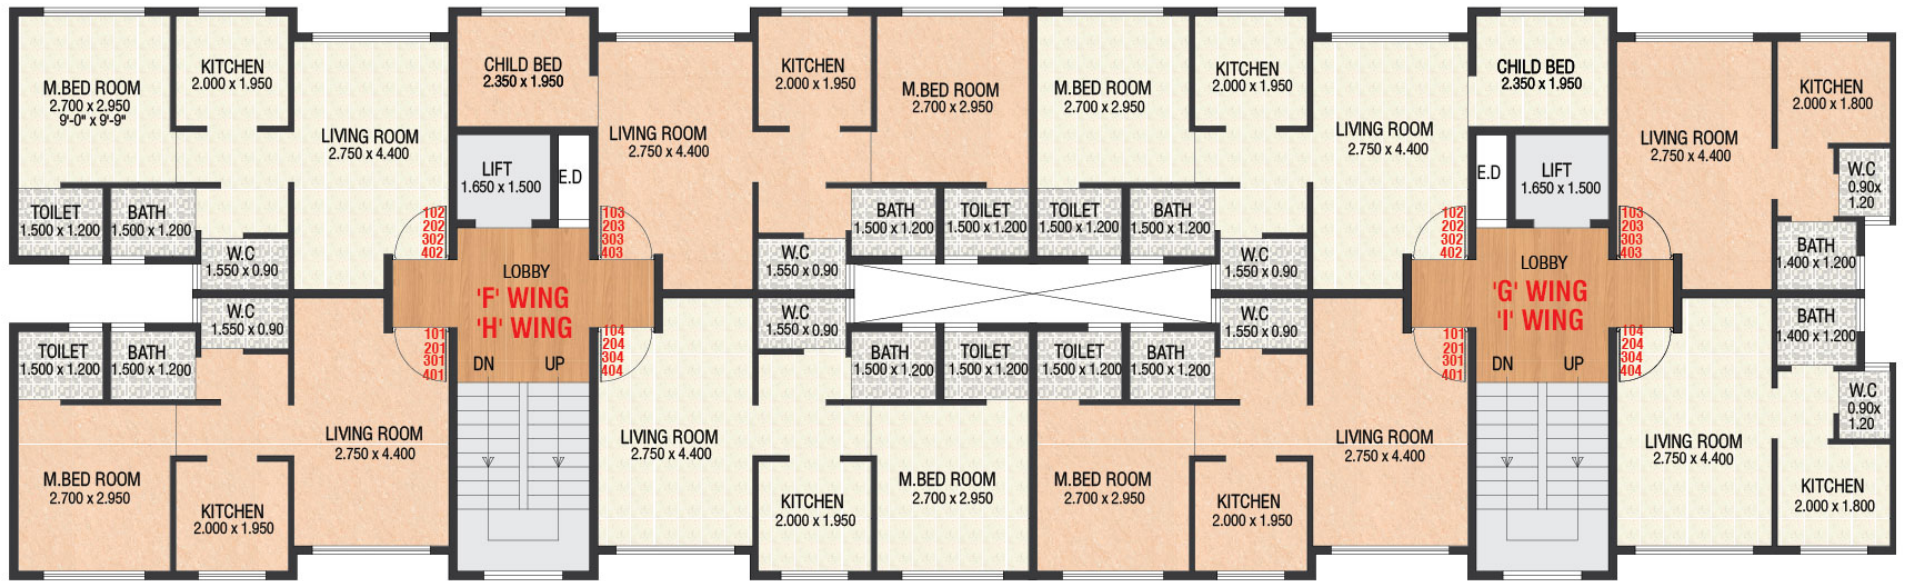 M.BED ROOM
2.700 x 2.950
9'-0" x 9'-9"
KITCHEN
2.000 x 1.950
LIVING ROOM
2.750 x 4.400
TOILET
1.500 x 1.200
BATH
1.500 x 1.200
W.C
1.550 x 0.90
CHILD BED
2.350 x 1.950
LIFT
1.650 x 1.500
E.D
102
202
302
402
103
203
303
403
LIVING ROOM
2.750 x 4.400
KITCHEN
2.000 x 1.950
M.BED ROOM
2.700 x 2.950
BATH
1.500 x 1.200
TOILET
1.500 x 1.200
W.C
1.550 x 0.90
M.BED ROOM
2.700 x 2.950
KITCHEN
2.000 x 1.950
LIVING ROOM
2.750 x 4.400
TOILET
1.500 x 1.200
BATH
1.500 x 1.200
W.C
1.550 x 0.90
CHILD BED
2.350 x 1.950
E.D
LIFT
1.650 x 1.500
102
202
302
402
103
203
303
403
LIVING ROOM
2.750 x 4.400
KITCHEN
2.000 x 1.800
W.C
0.90x
1.20
BATH
1.400 x 1.200
LOBBY
'F' WING
'H' WING
DN
UP
LOBBY
'G' WING
'I' WING
DN
UP
W.C
1.550 x 0.90
TOILET
1.500 x 1.200
BATH
1.500 x 1.200
101
201
301
401
LIVING ROOM
2.750 x 4.400
M.BED ROOM
2.700 x 2.950
KITCHEN
2.000 x 1.950
104
204
304
404
W.C
1.550 x 0.90
BATH
1.500 x 1.200
TOILET
1.500 x 1.200
LIVING ROOM
2.750 x 4.400
KITCHEN
2.000 x 1.950
M.BED ROOM
2.700 x 2.950
W.C
1.550 x 0.90
TOILET
1.500 x 1.200
BATH
1.500 x 1.200
101
201
301
401
LIVING ROOM
2.750 x 4.400
M.BED ROOM
2.700 x 2.950
KITCHEN
2.000 x 1.950
104
204
304
404
BATH
1.400 x 1.200
W.C
0.90x
1.20
LIVING ROOM
2.750 x 4.400
KITCHEN
2.000 x 1.800